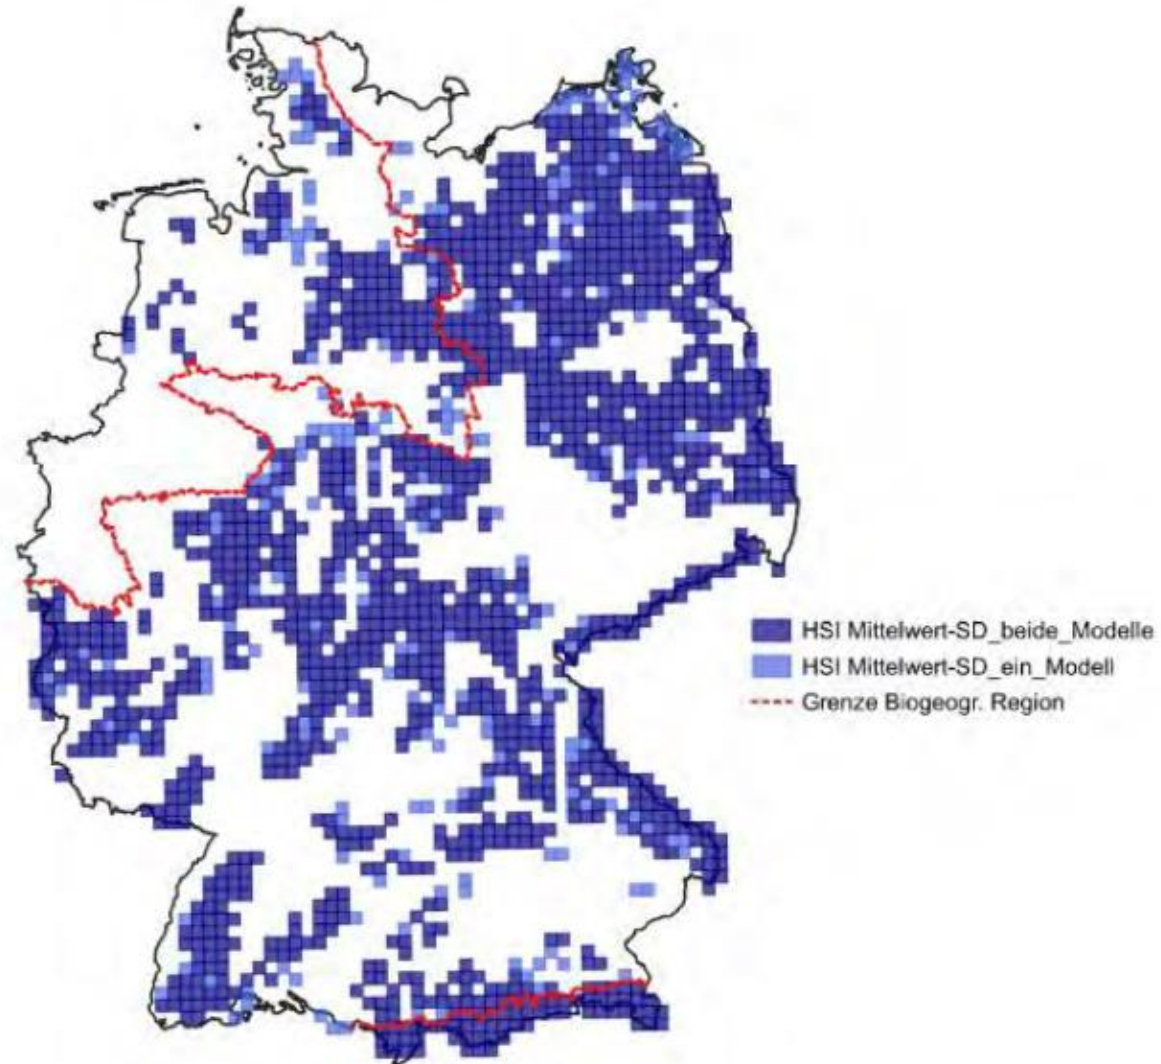 HSI Mittelwert-SD_beide_Modelle
HSI Mittelwert-SD_ein_Modell
Grenze Biogeogr. Region